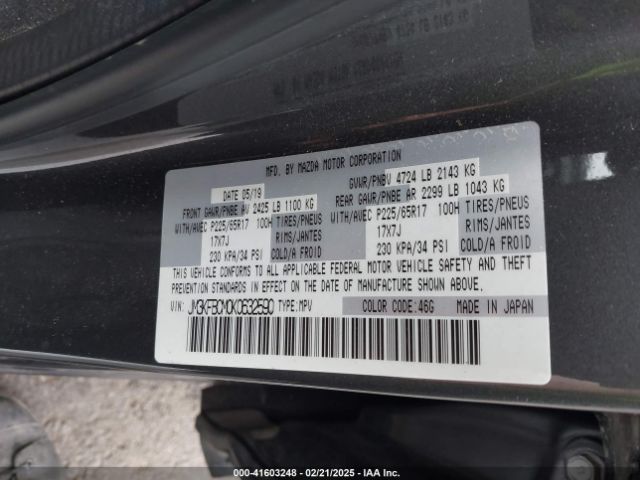 MFD. BY MAZDA MOTOR CORPORATION
DATE 05/19 GVWR/PNBV 4724 LB 2143 KG
FRONT GAWR/PNBE AV 2425 LB 1100 KG REAR GAWR/PNBE AR 2299 LB 1043 KG
WITH/AVEC P225/65R17 100H TIRES/PNEUS WITH/AVEC P225/65R17 100H TIRES/PNEUS
17X7J RIMS/JANTES 17X7J RIMS/JANTES
230 KPA/34 PSI COLD/A FROID 230 KPA/34 PSI COLD/A FROID
THIS VEHICLE CONFORMS TO ALL APPLICABLE FEDERAL MOTOR VEHICLE SAFETY AND THEFT
PREVENTION STANDARDS IN EFFECT ON THE DATE OF MANUFACTURE SHOWN ABOVE.
VIN: JM3KFBCM0K0632590 TYPE: MPV COLOR CODE: 46G MADE IN JAPAN
000-41603248 - 02/21/2025 - IAA Inc.